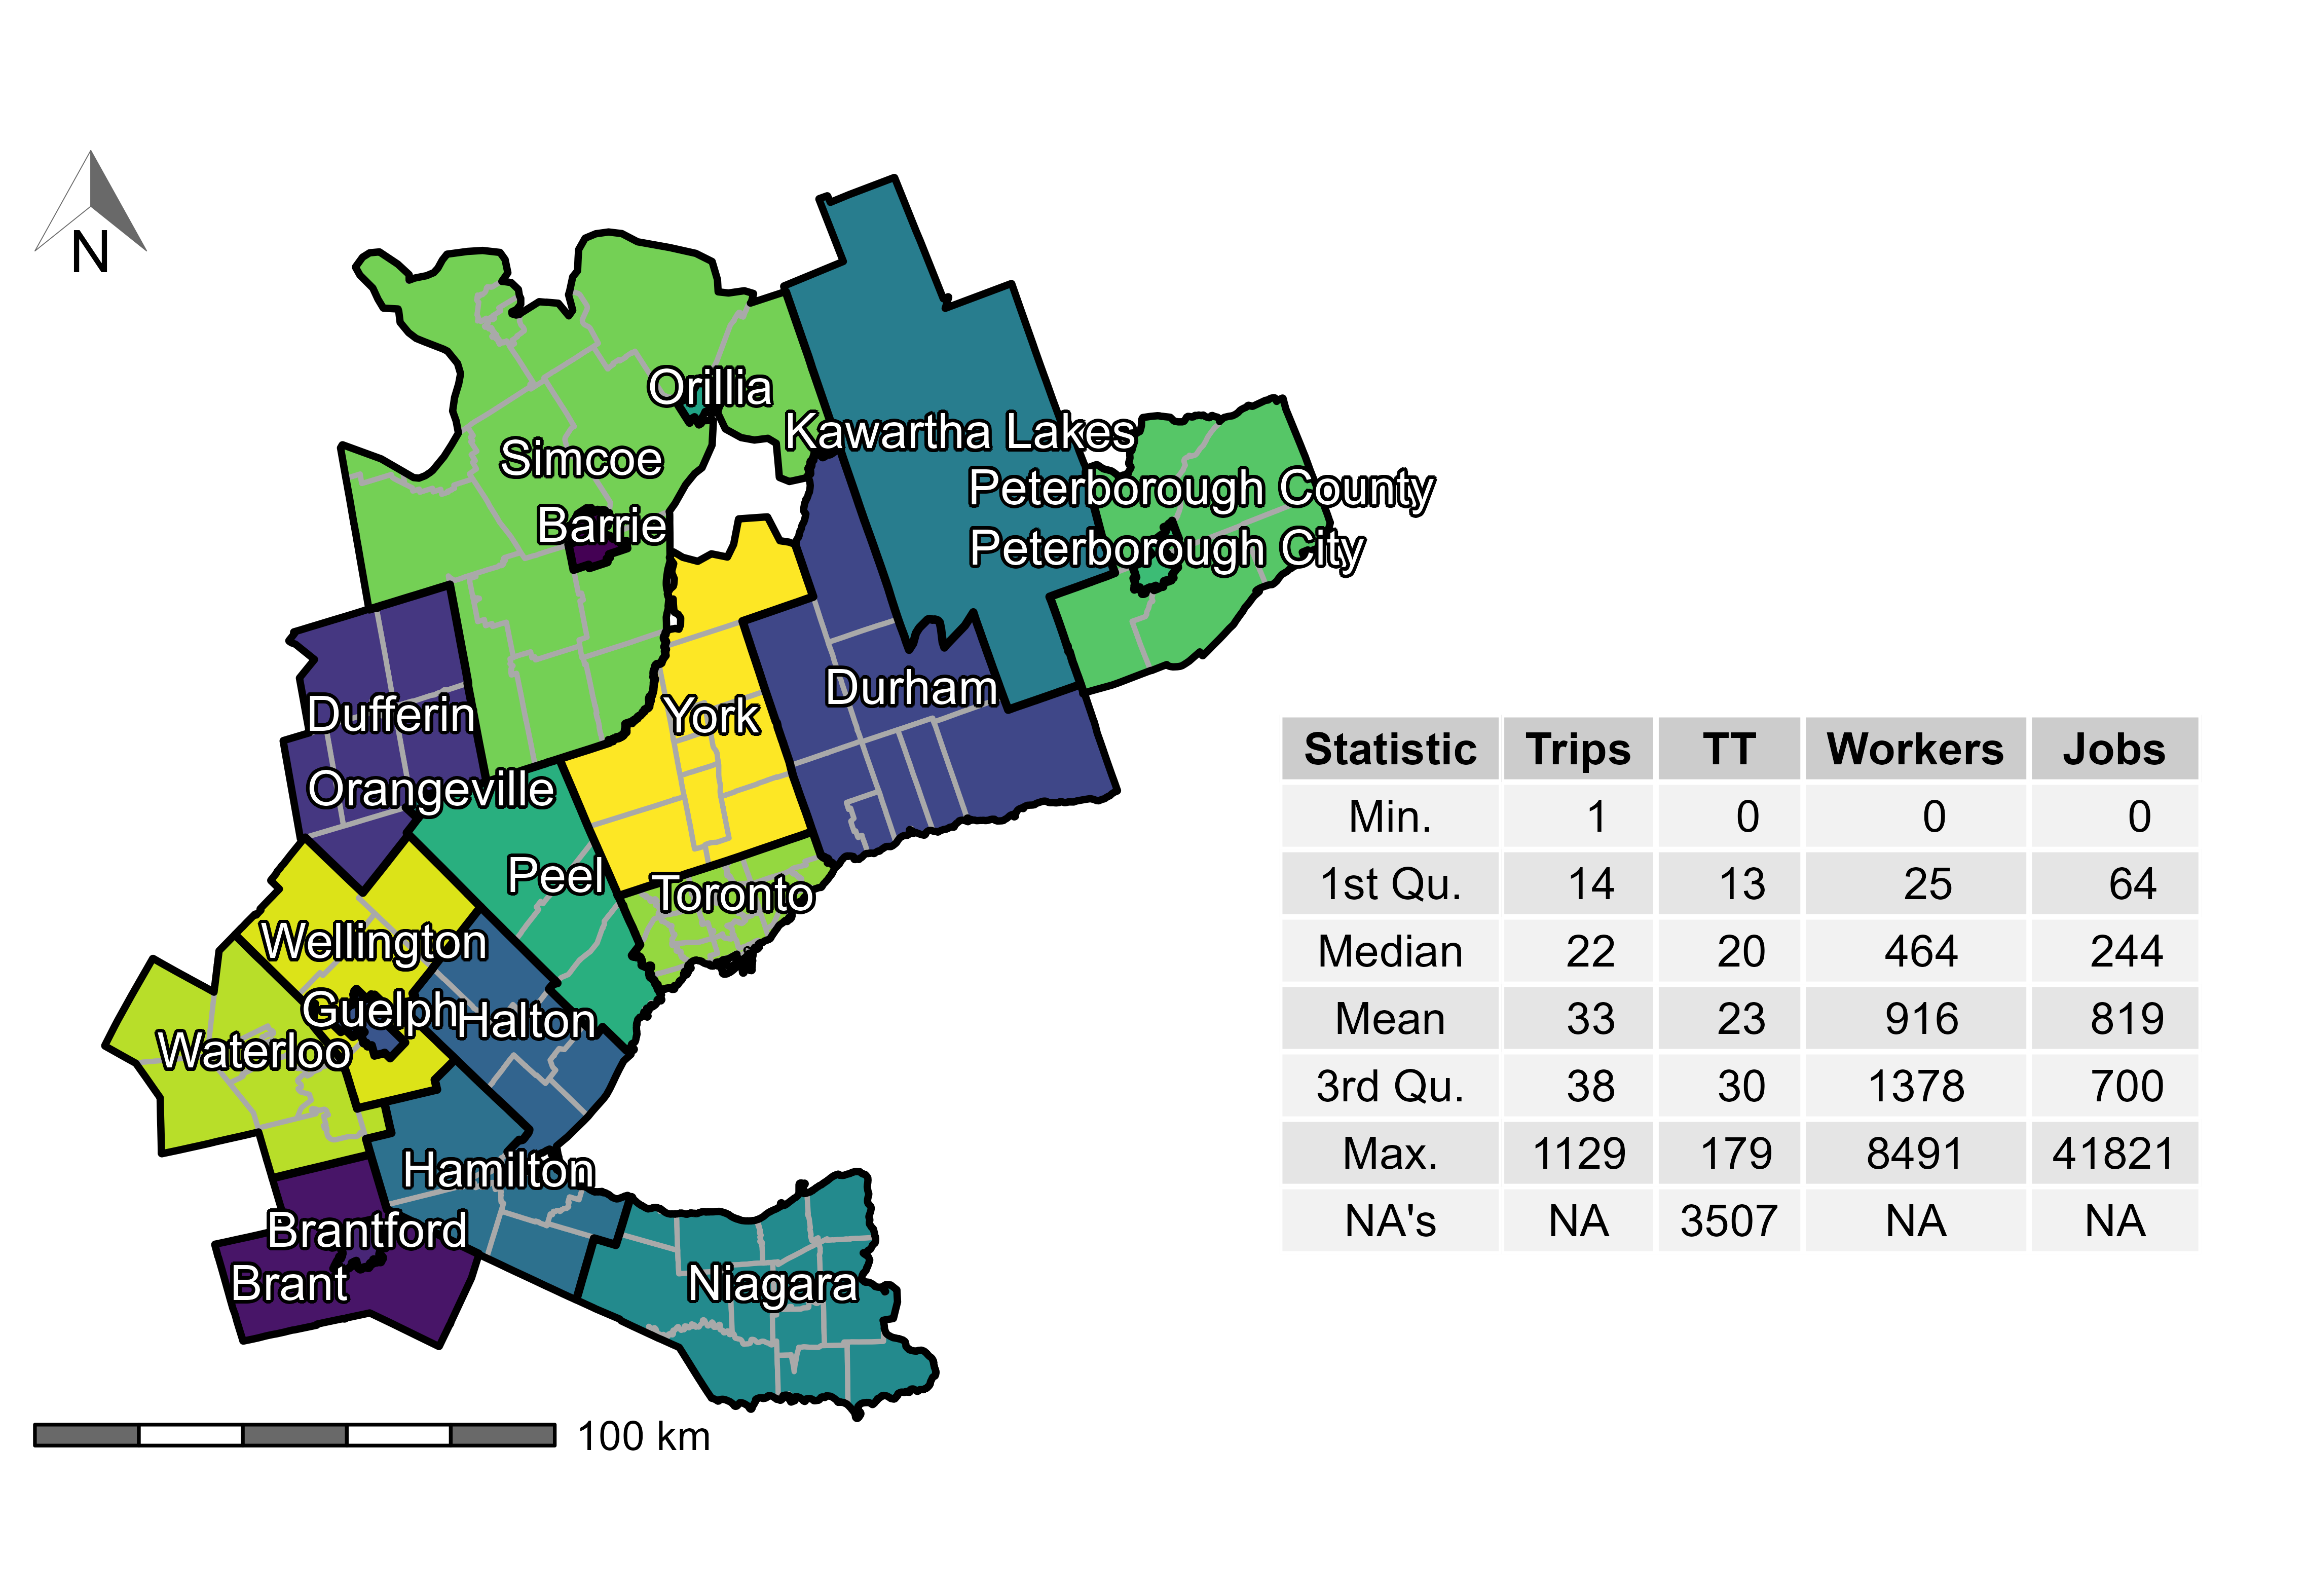 N
Orillia
Kawartha Lakes
Simcoe
Peterborough County
Barrie
Peterborough City
Durham
Dufferin
York
Orangeville
Peel
Toronto
Wellington
Guelph
Halton
Waterloo
Hamilton
Brantford
Brant
Niagara
100 km
Statistic Trips TT Workers Jobs
Min. 1 0 0 0
1st Qu. 14 13 25 64
Median 22 20 464 244
Mean 33 23 916 819
3rd Qu. 38 30 1378 700
Max. 1129 179 8491 41821
NA's NA 3507 NA NA